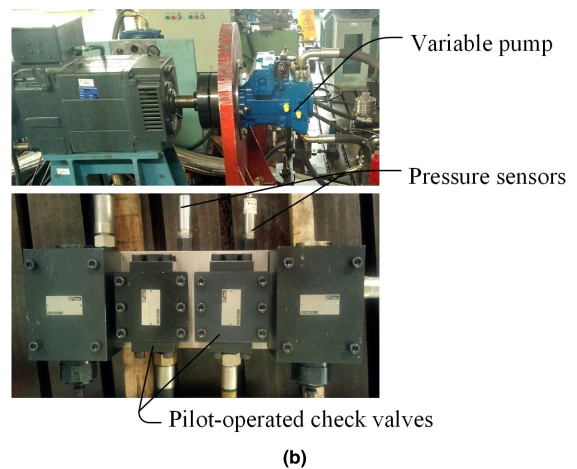 Variable pump
Pressure sensors
Pilot-operated check valves
(b)